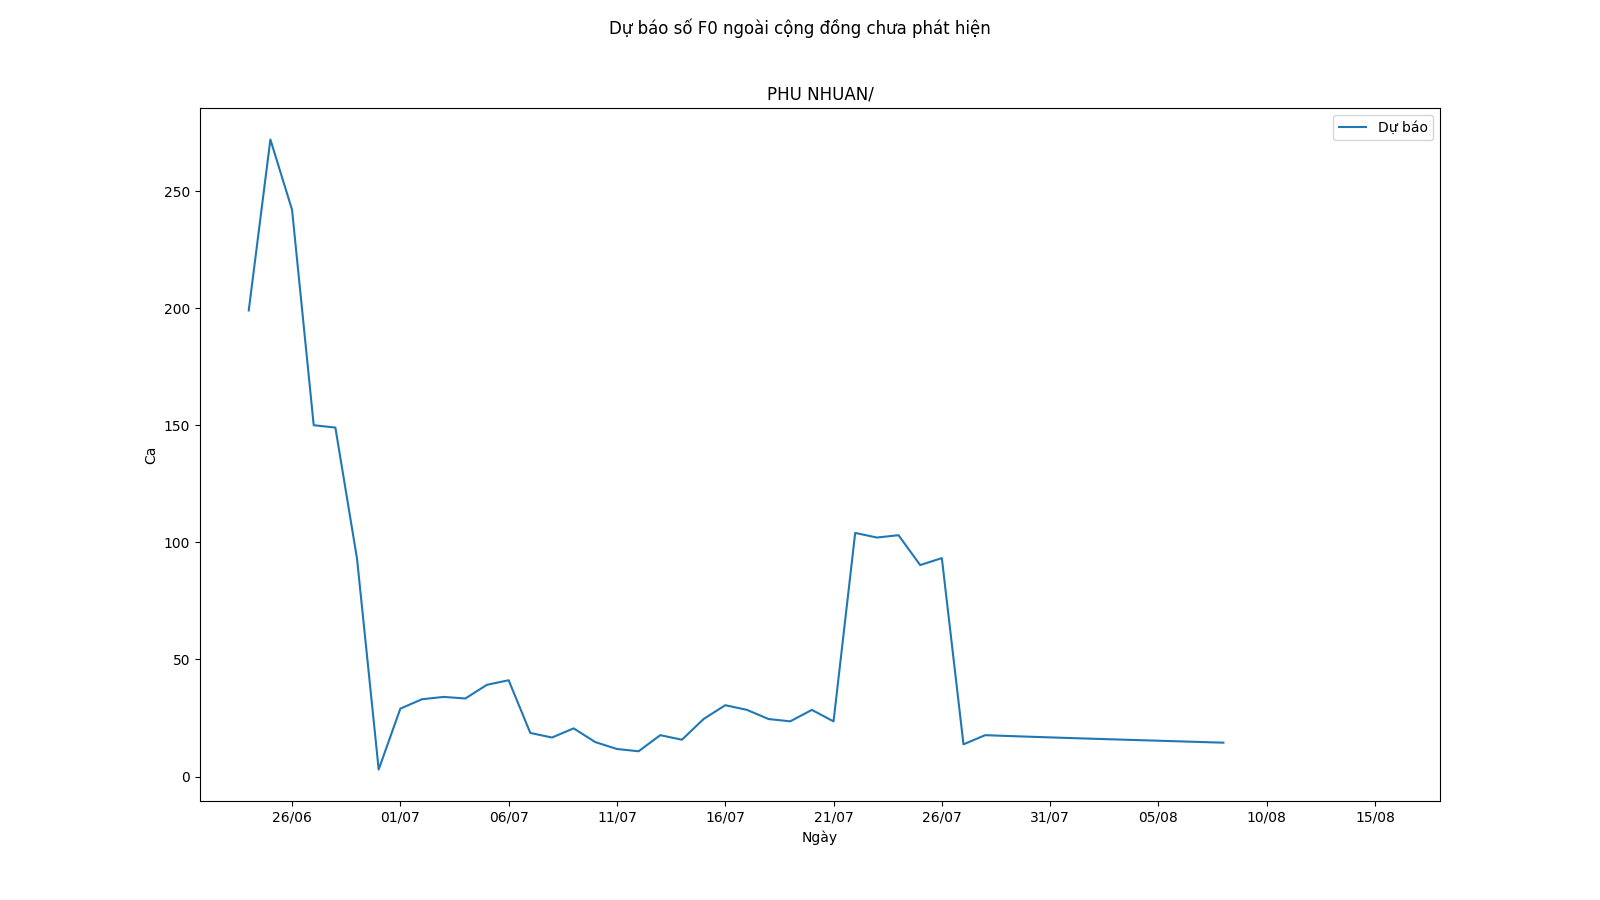 Dự báo số F0 ngoài cộng đồng chưa phát hiện
PHU NHUAN/
Dự báo
Ca
250
200
150
100
50
0
26/06 01/07 06/07 11/07 16/07 21/07 26/07 31/07 05/08 10/08 15/08
Ngày